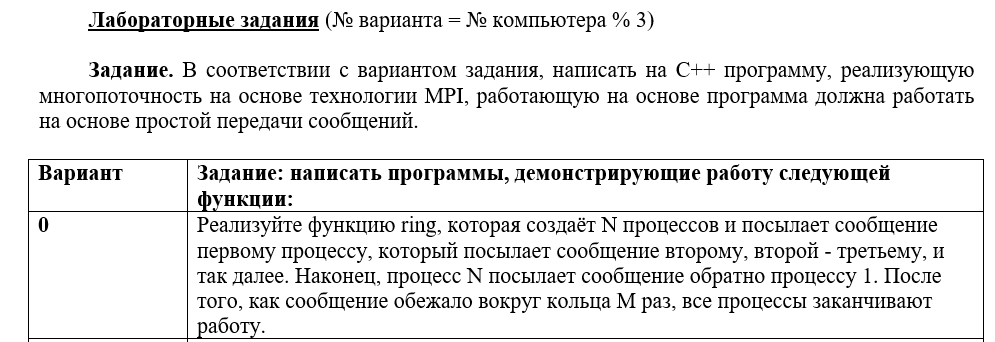 Лабораторные задания (№ варианта = № компьютера % 3)
Задание. В соответствии с вариантом задания, написать на C++ программу, реализующую
многопоточность на основе технологии MPI, работающую на основе программа должна работать
на основе простой передачи сообщений.
Вариант
Задание: написать программы, демонстрирующие работу следующей
функции:
0
Реализуйте функцию ring, которая создаёт N процессов и посылает сообщение
первому процессу, который посылает сообщение второму, второй - третьему, и
так далее. Наконец, процесс N посылает сообщение обратно процессу 1. После
того, как сообщение обежало вокруг кольца M раз, все процессы заканчивают
работу.